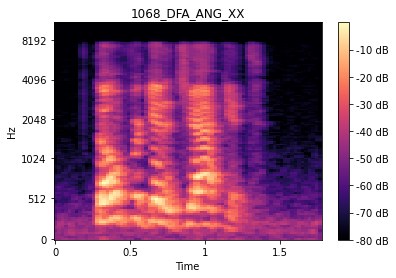 1068_DFA_ANG_XX
8192
4096
2048
1024
512
0
Hz
0
0.5
1
1.5
Time
-10 dB
-20 dB
-30 dB
-40 dB
-50 dB
-60 dB
-70 dB
-80 dB